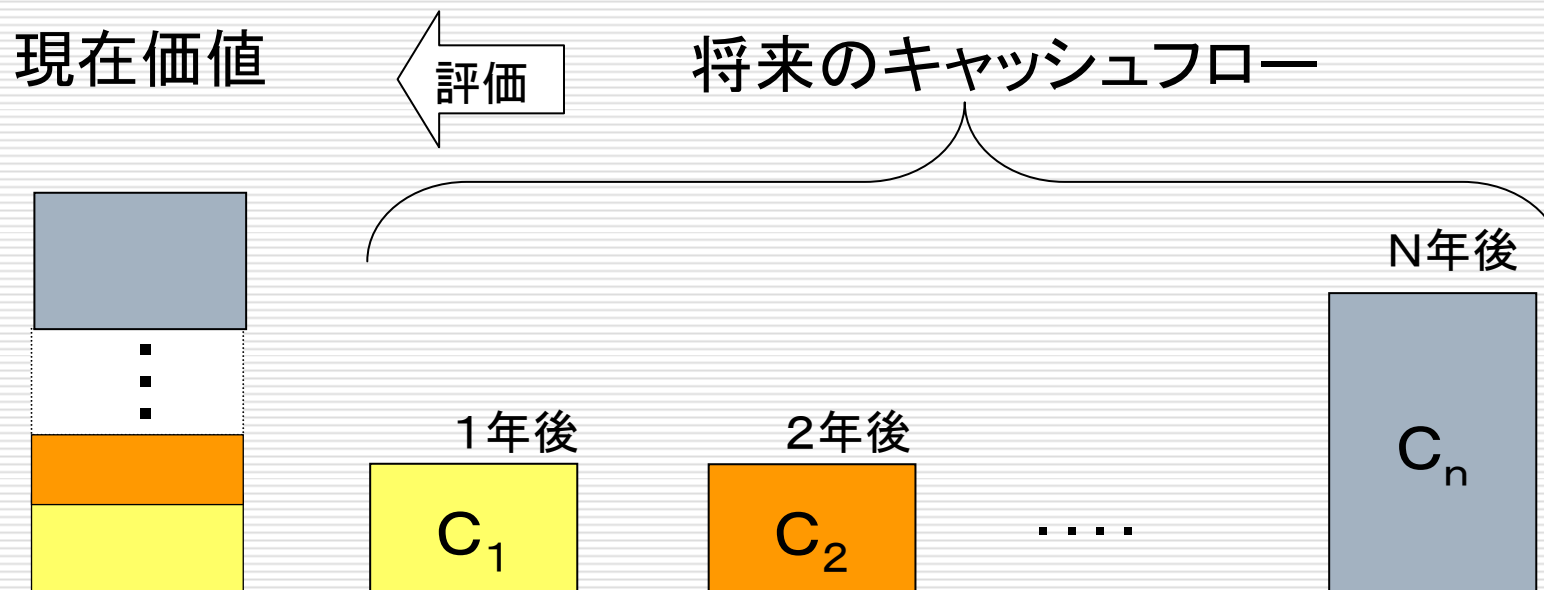 現在価値
評価
将来のキャッシュフロー
N年後
1年後
2年後
C₁
C₂
・・・・
Cₙ